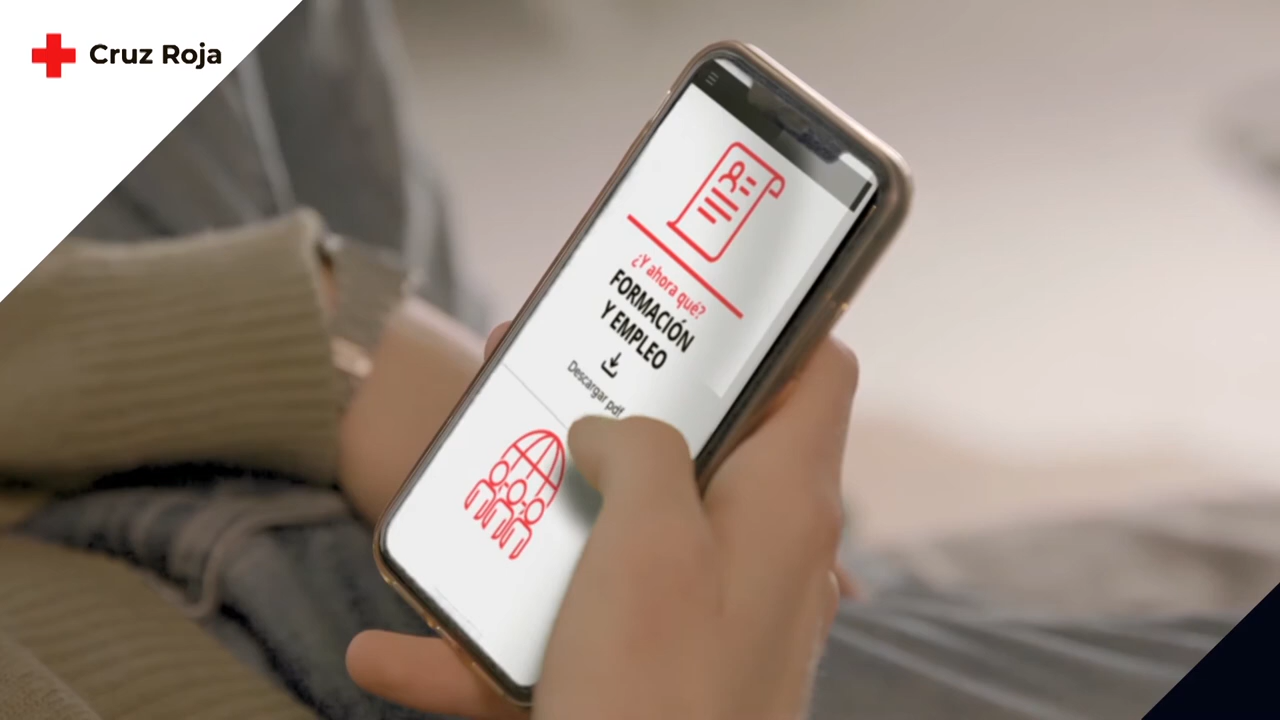 Cruz Roja
¿Y ahora qué?
FORMACIÓN
Y EMPLEO
Descargar pdf